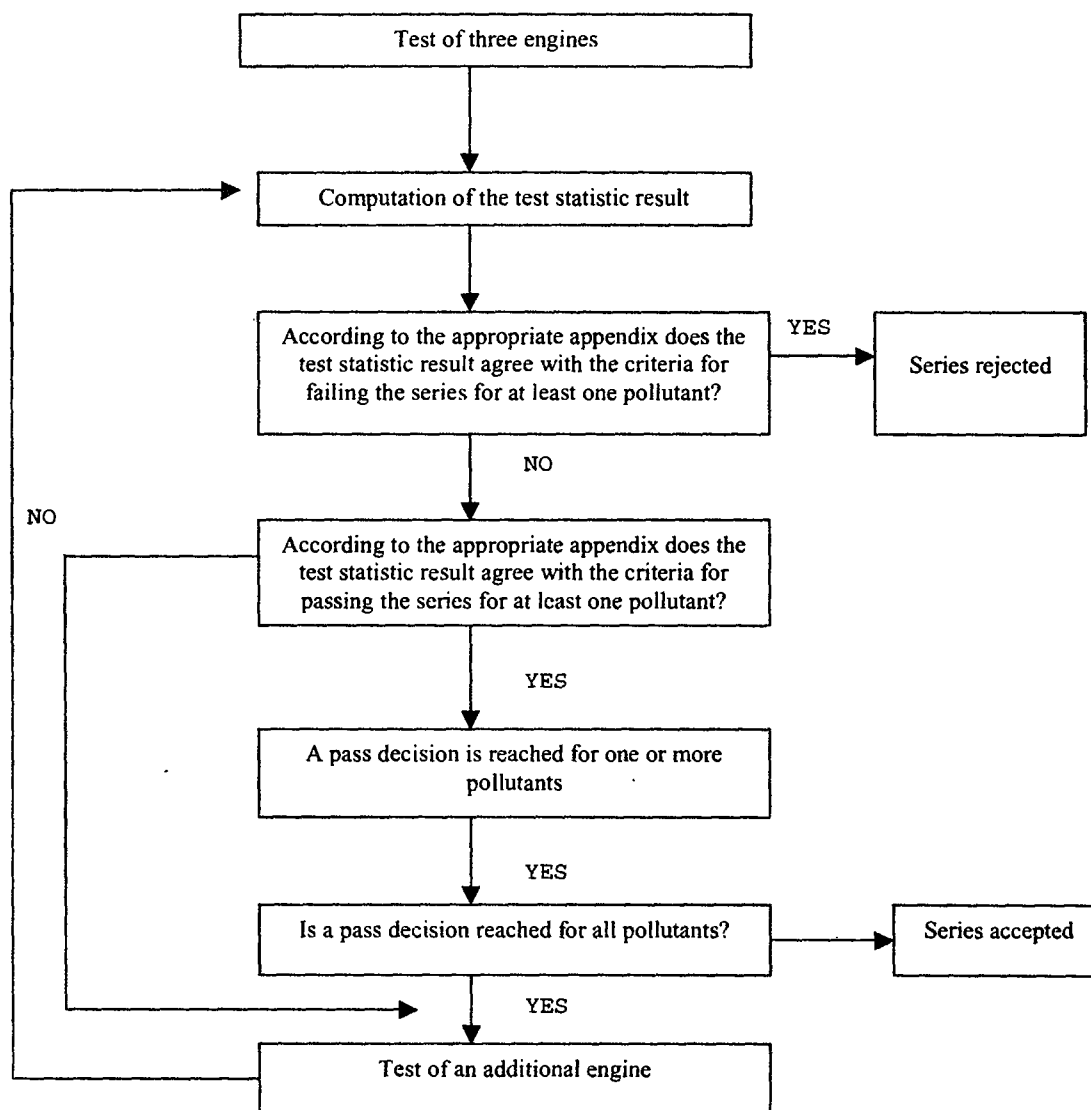 Test of three engines
Computation of the test statistic result
According to the appropriate appendix does the
test statistic result agree with the criteria for
failing the series for at least one pollutant?
YES
Series rejected
NO
NO
According to the appropriate appendix does the
test statistic result agree with the criteria for
passing the series for at least one pollutant?
YES
A pass decision is reached for one or more
pollutants
YES
Is a pass decision reached for all pollutants?
Series accepted
YES
Test of an additional engine